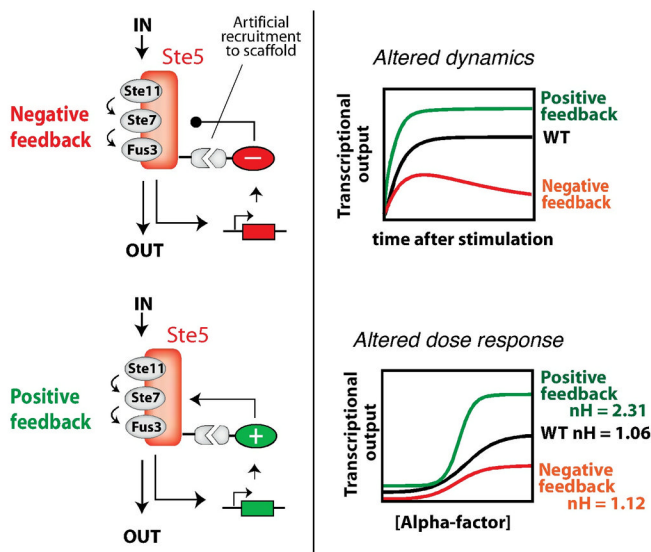 IN
Artificial
recruitment
to scaffold
Ste5
Ste11
Ste7
Fus3
Negative
feedback
−
OUT
Altered dynamics
Transcriptional
output
Positive
feedback
WT
Negative
feedback
time after stimulation
IN
Ste5
Ste11
Ste7
Fus3
Positive
feedback
+
OUT
Altered dose response
Transcriptional
output
Positive
feedback
nH = 2.31
WT nH = 1.06
Negative
feedback
nH = 1.12
[Alpha-factor]